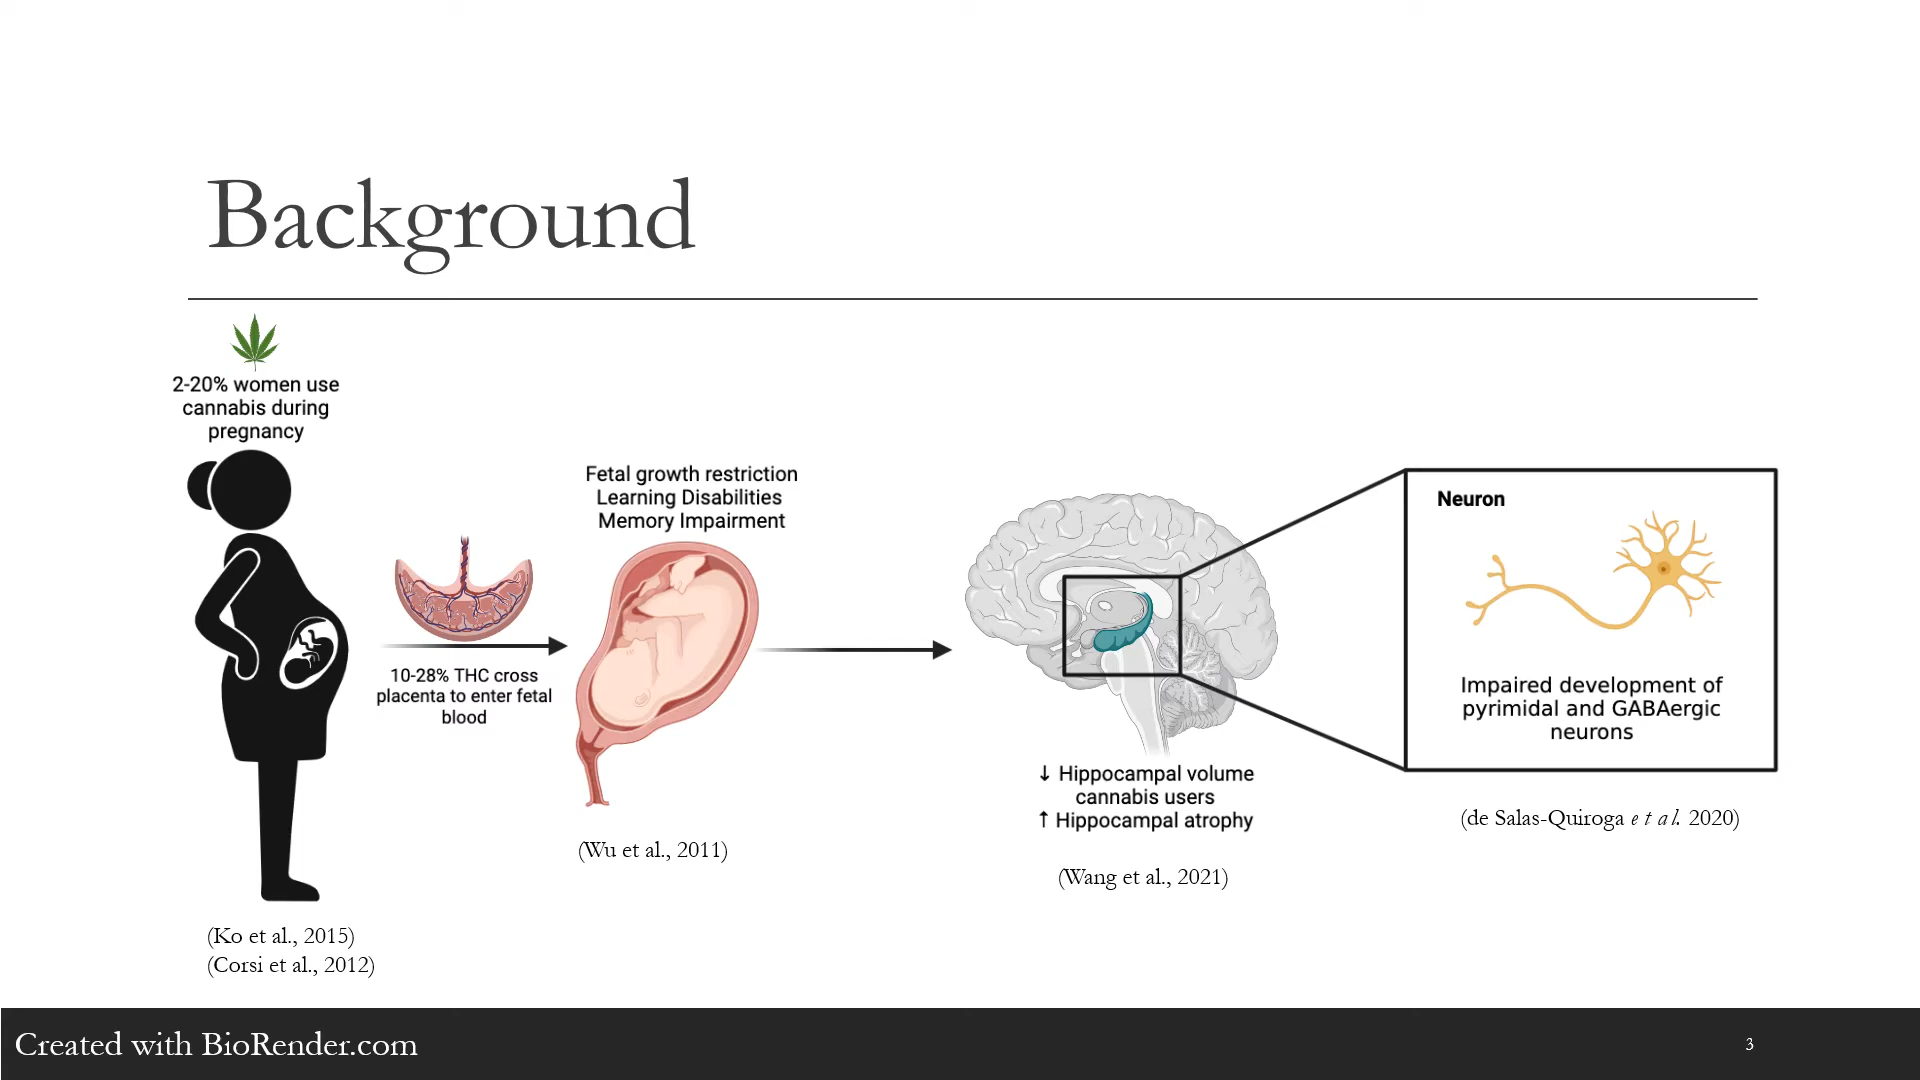 Background
2-20% women use
cannabis during
pregnancy
Fetal growth restriction
Learning Disabilities
Memory Impairment
10-28% THC cross
placenta to enter fetal
blood
Neuron
Impaired development of
pyrimidal and GABAergic
neurons
↓ Hippocampal volume
cannabis users
↑ Hippocampal atrophy
(de Salas-Quiroga et al. 2020)
(Wu et al., 2011)
(Wang et al., 2021)
(Ko et al., 2015)
(Corsi et al., 2012)
Created with BioRender.com
3